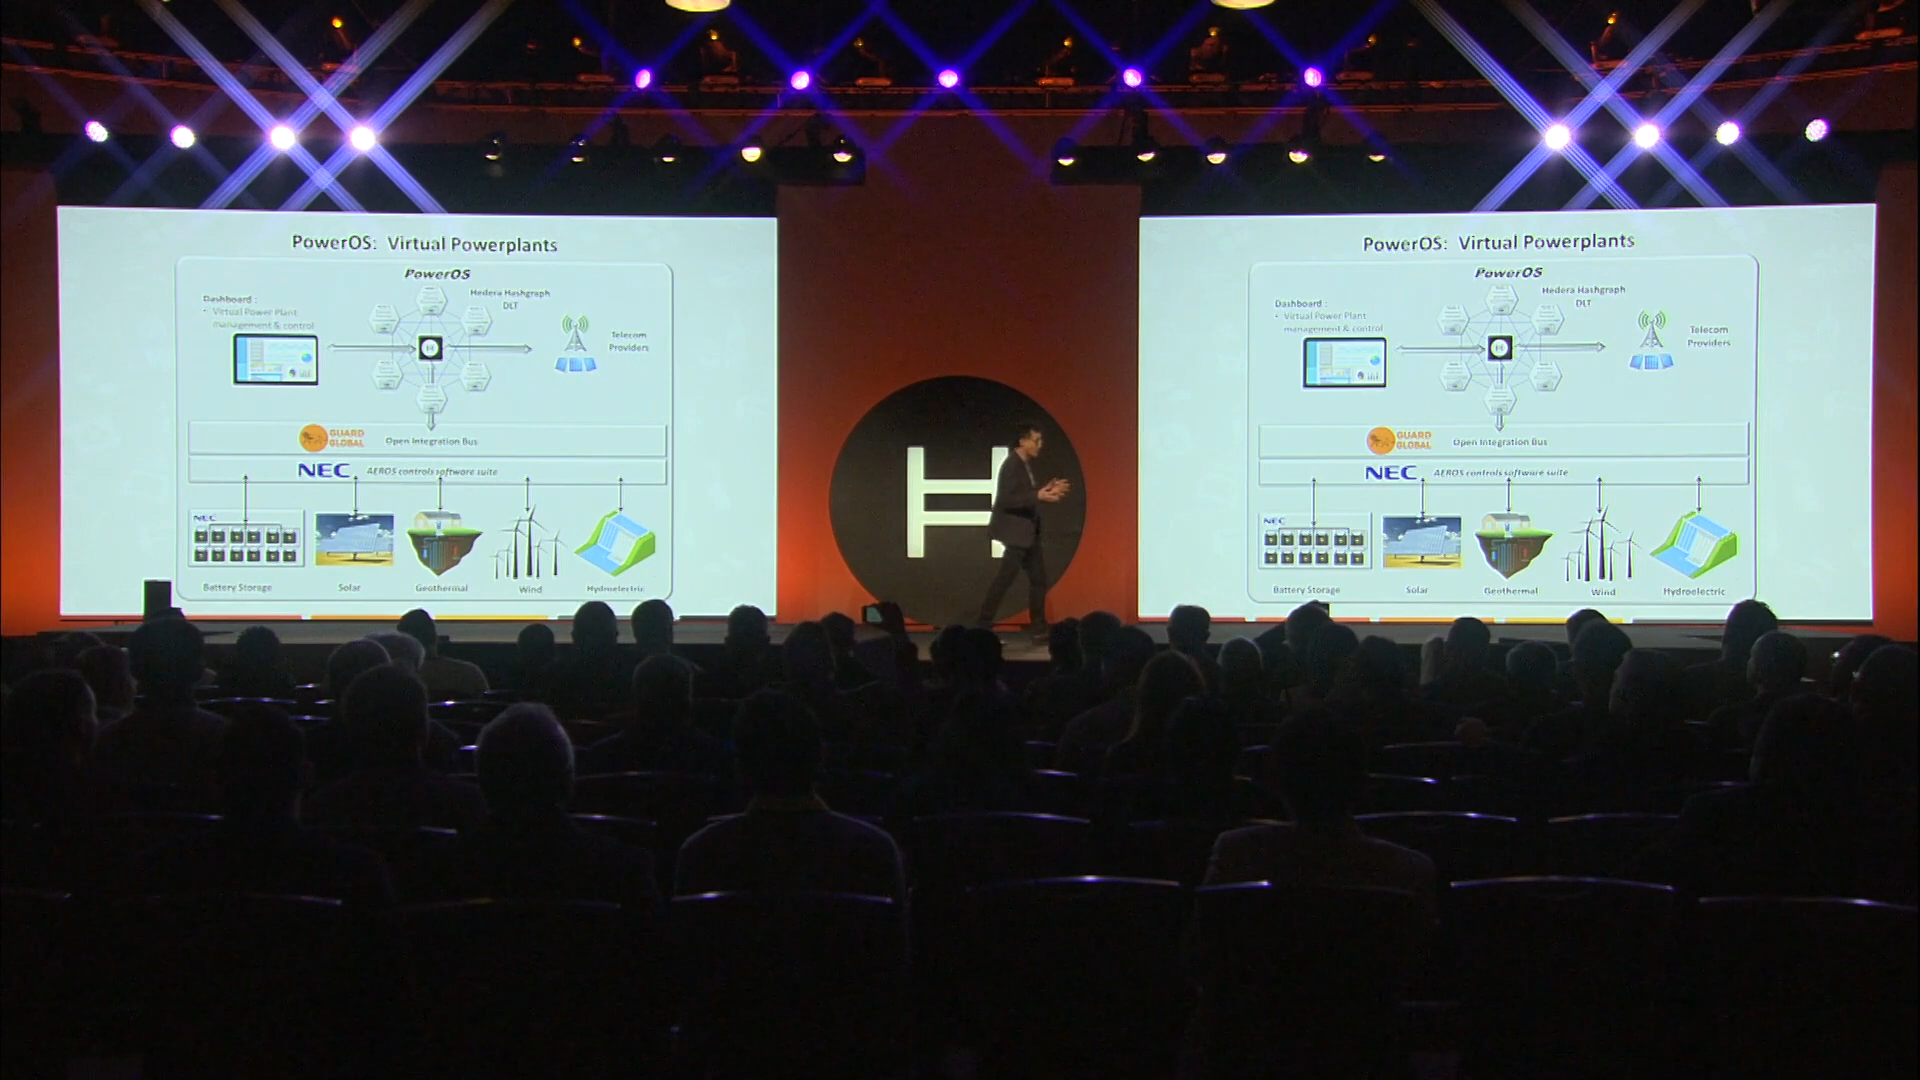 PowerOS: Virtual Powerplants
PowerOS
Hedera Hashgraph
DLT
Dashboard :
• Virtual Power Plant
management & control
Telecom
Providers
GUARD
GLOBAL
Open Integration Bus
NEC
AEROS controls software suite
NEC
Battery Storage
Solar
Geothermal
Wind
Hydroelectric
H
PowerOS: Virtual Powerplants
PowerOS
Hedera Hashgraph
DLT
Dashboard :
• Virtual Power Plant
management & control
H
Telecom
Providers
GUARD
GLOBAL
Open Integration Bus
NEC
AEROS controls software suite
NEC
Battery Storage
Solar
Geothermal
Wind
Hydroelectric